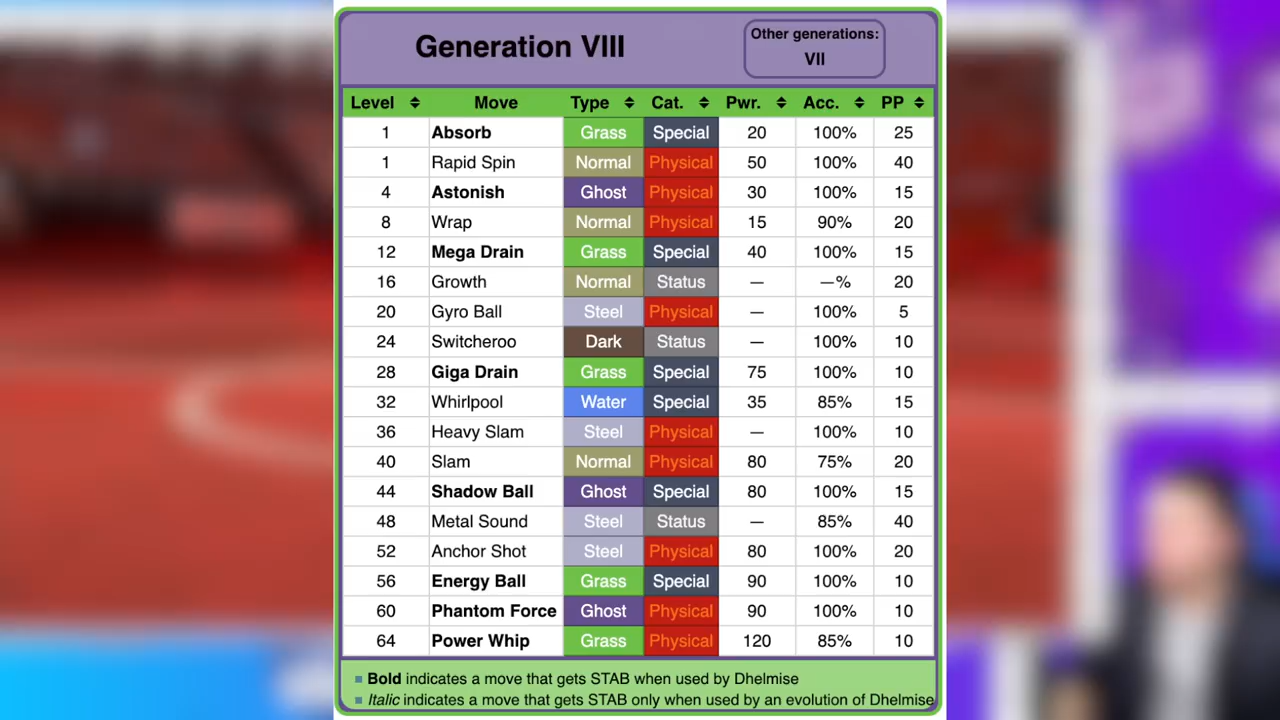 Generation VIII
Other generations:
VII
Level Move Type Cat. Pwr. Acc. PP
1 Absorb Grass Special 20 100% 25
1 Rapid Spin Normal Physical 50 100% 40
4 Astonish Ghost Physical 30 100% 15
8 Wrap Normal Physical 15 90% 20
12 Mega Drain Grass Special 40 100% 15
16 Growth Normal Status — —% 20
20 Gyro Ball Steel Physical — 100% 5
24 Switcheroo Dark Status — 100% 10
28 Giga Drain Grass Special 75 100% 10
32 Whirlpool Water Special 35 85% 15
36 Heavy Slam Steel Physical — 100% 10
40 Slam Normal Physical 80 75% 20
44 Shadow Ball Ghost Special 80 100% 15
48 Metal Sound Steel Status — 85% 40
52 Anchor Shot Steel Physical 80 100% 20
56 Energy Ball Grass Special 90 100% 10
60 Phantom Force Ghost Physical 90 100% 10
64 Power Whip Grass Physical 120 85% 10
Bold indicates a move that gets STAB when used by Dhelmise
Italic indicates a move that gets STAB only when used by an evolution of Dhelmise